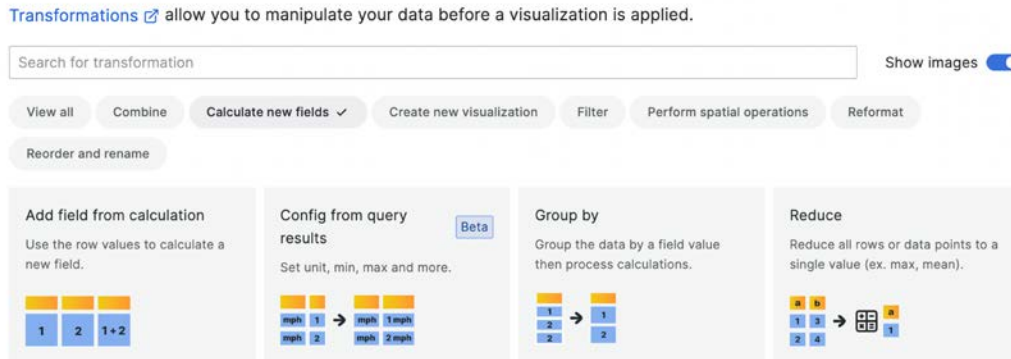 Transformations allow you to manipulate your data before a visualization is applied.
Search for transformation
Show images
View all
Combine
Calculate new fields
Create new visualization
Filter
Perform spatial operations
Reformat
Reorder and rename
Add field from calculation
Use the row values to calculate a
new field.
1 2 1+2
Config from query
results
Beta
Set unit, min, max and more.
mph 1 mph 1 mph
mph 2 mph 2 mph
Group by
Group the data by a field value
then process calculations.
1
2
2
1
2
Reduce
Reduce all rows or data points to a
single value (ex. max, mean).
a b
1 3
2 4
a
1